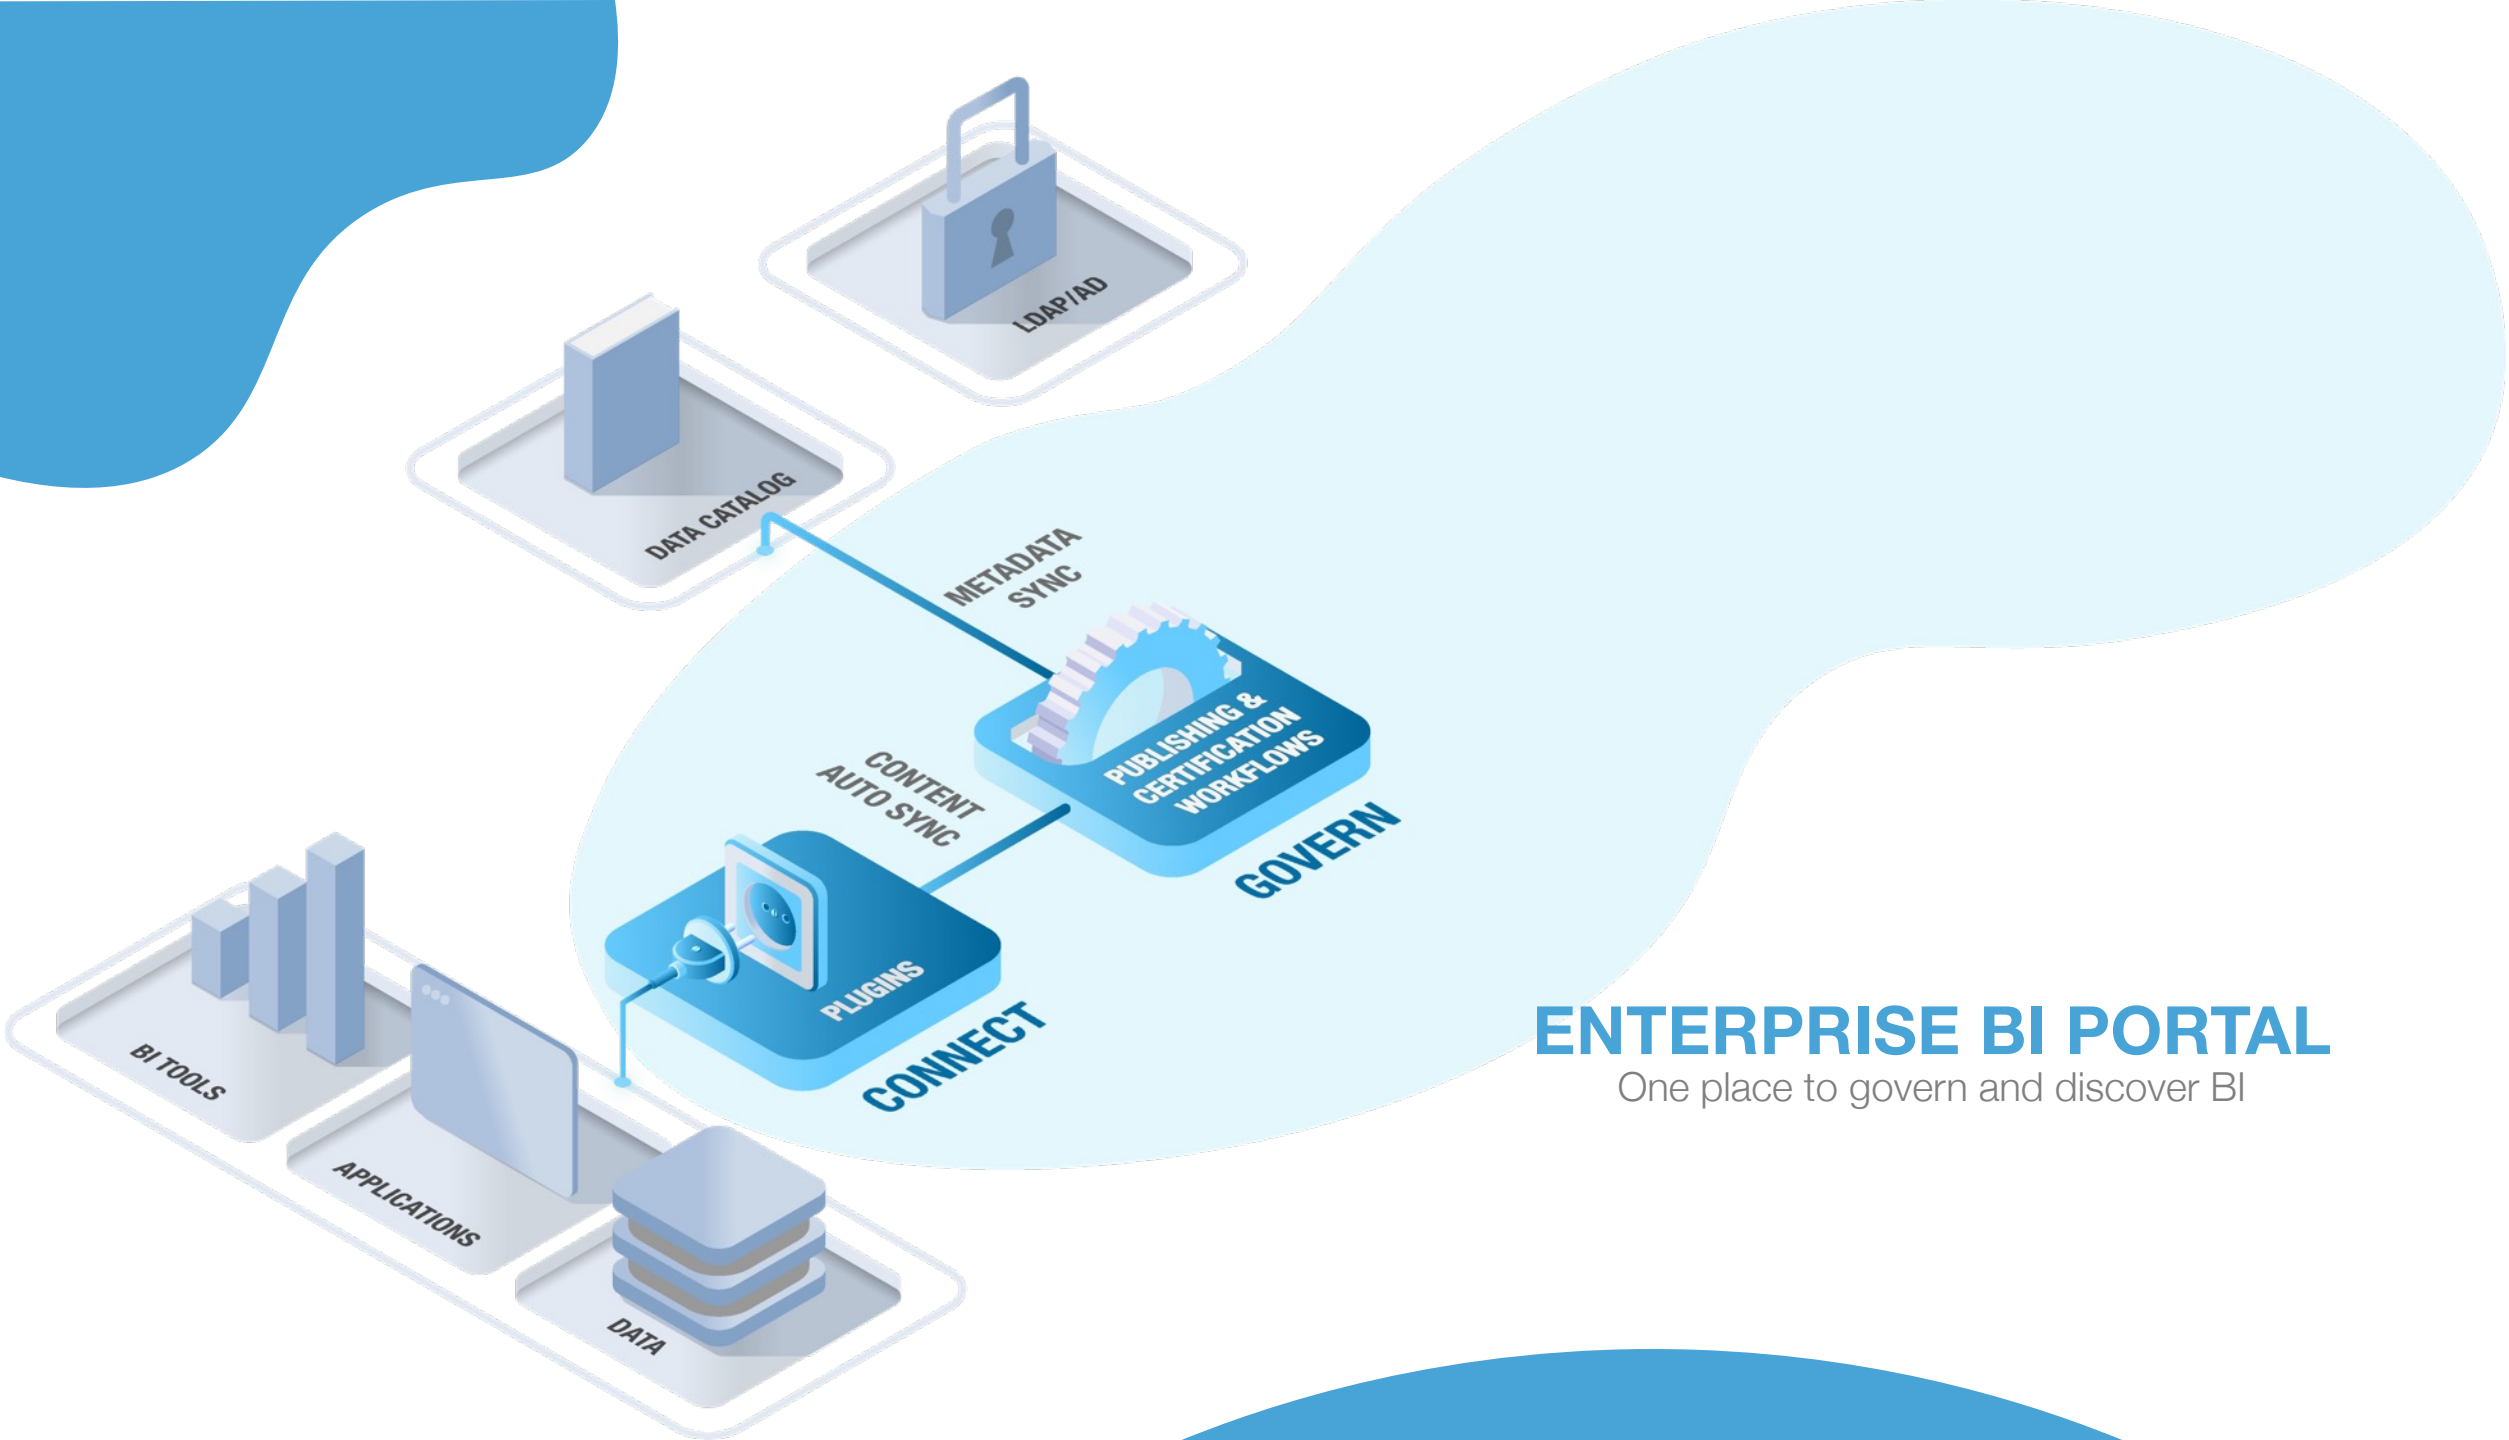 LDAP/AD
DATA CATALOG
METADATA
SYNC
PUBLISHING &
CERTIFICATION
WORKFLOWS
GOVERN
CONTENT
AUTO SYNC
PLUGINS
CONNECT
BI TOOLS
APPLICATIONS
DATA
ENTERPRISE BI PORTAL
One place to govern and discover BI